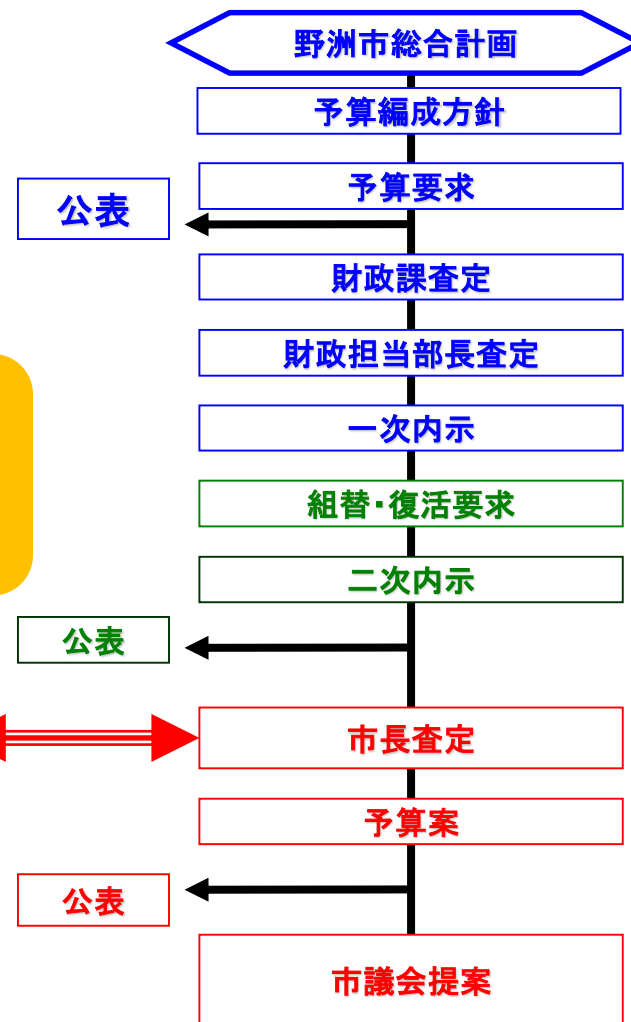 野洲市総合計画
予算編成方針
予算要求
公表
財政課査定
財政担当部長査定
一次内示
組替・復活要求
二次内示
公表
市長査定
予算案
公表
市議会提案